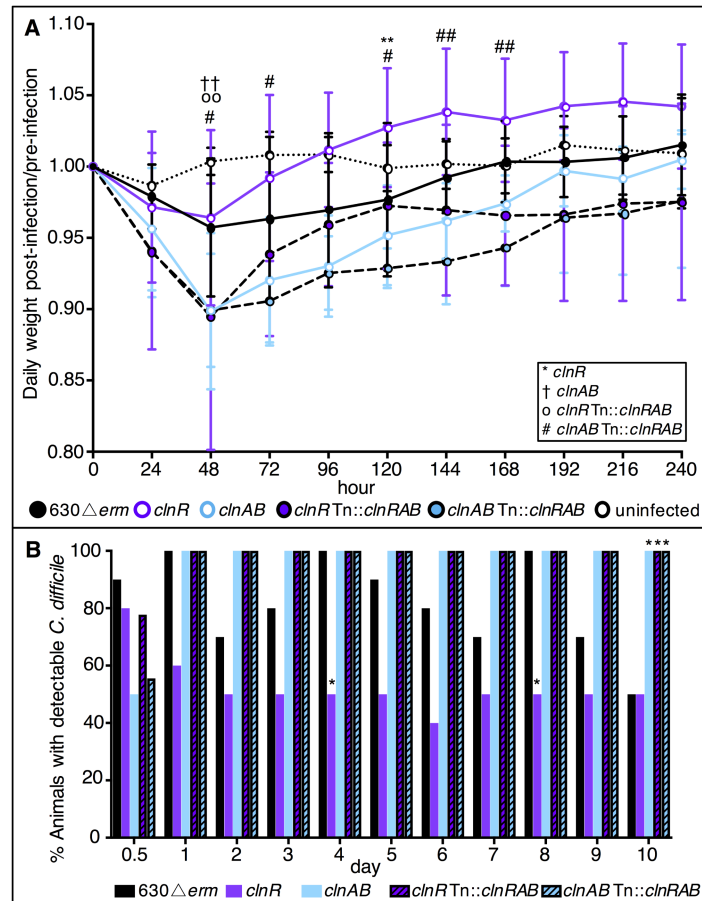 A
1.10
1.05
1.00
0.95
0.90
0.85
0.80
Daily weight post-infection/pre-infection
††
oo
#
#
**
#
##
##
* clnR
† clnAB
o clnR Tn::clnRAB
# clnAB Tn::clnRAB
0 24 48 72 96 120 144 168 192 216 240
hour
630△erm clnR clnAB clnR Tn::clnRAB clnAB Tn::clnRAB uninfected
B
100
80
60
40
20
0
% Animals with detectable C. difficile
*
*
***
0.5 1 2 3 4 5 6 7 8 9 10
day
630△erm clnR clnAB clnR Tn::clnRAB clnAB Tn::clnRAB